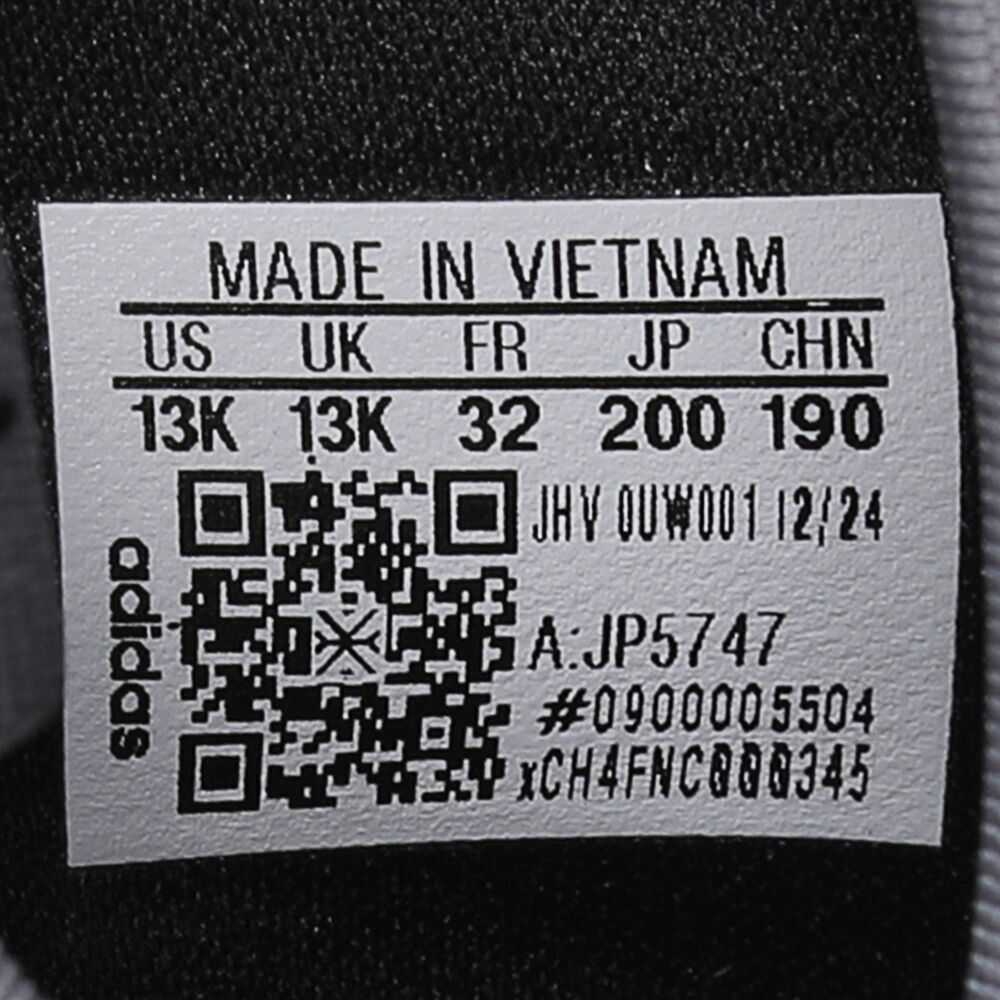 MADE IN VIETNAM
US UK FR JP CHN
13K 13K 32 200 190
JHV 0UW001 12/24
A:JP5747
#0900005504
xCH4FNC000345
adidas